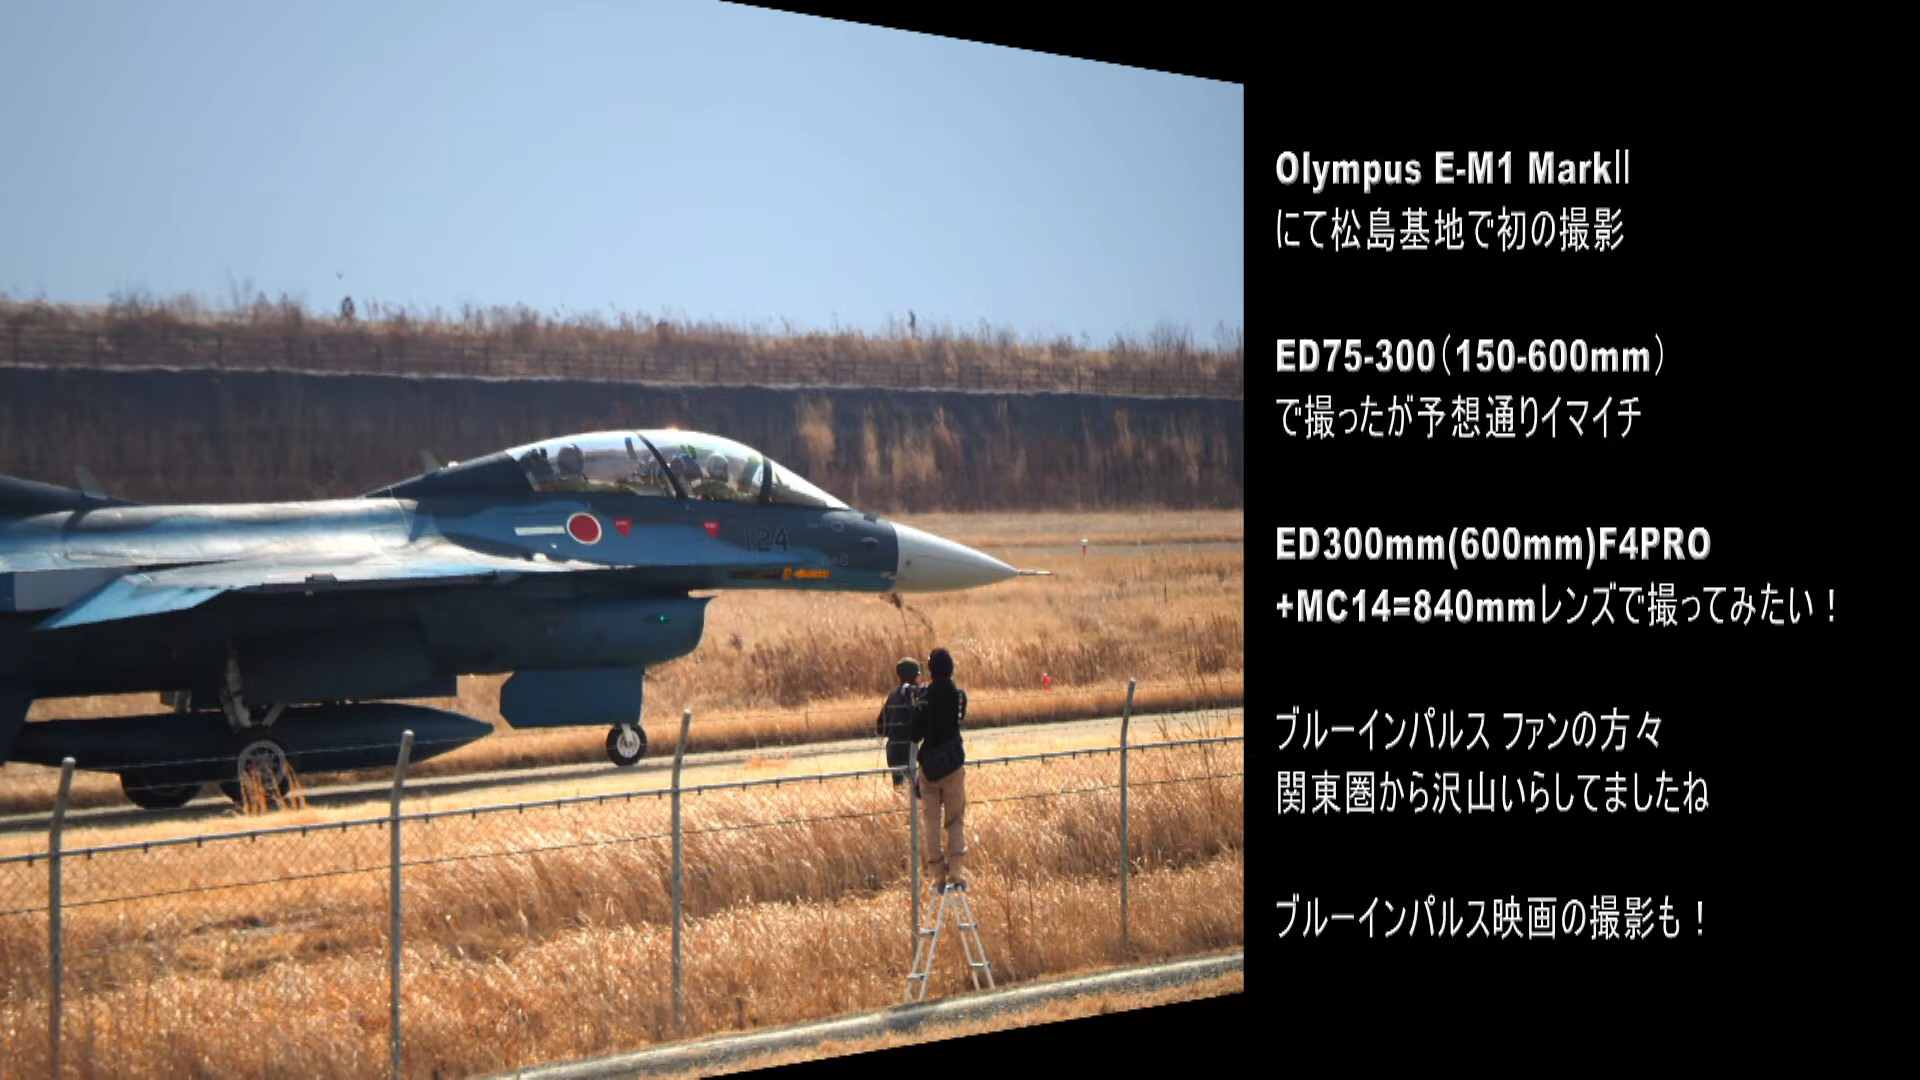 Olympus E-M1 MarkⅡ
にて松島基地で初の撮影
ED75-300（150-600mm）
で撮ったが予想通りイマイチ
ED300mm(600mm)F4PRO
+MC14=840mmレンズで撮ってみたい！
ブルーインパルス ファンの方々
関東圏から沢山いらしてましたね
ブルーインパルス映画の撮影も！
124